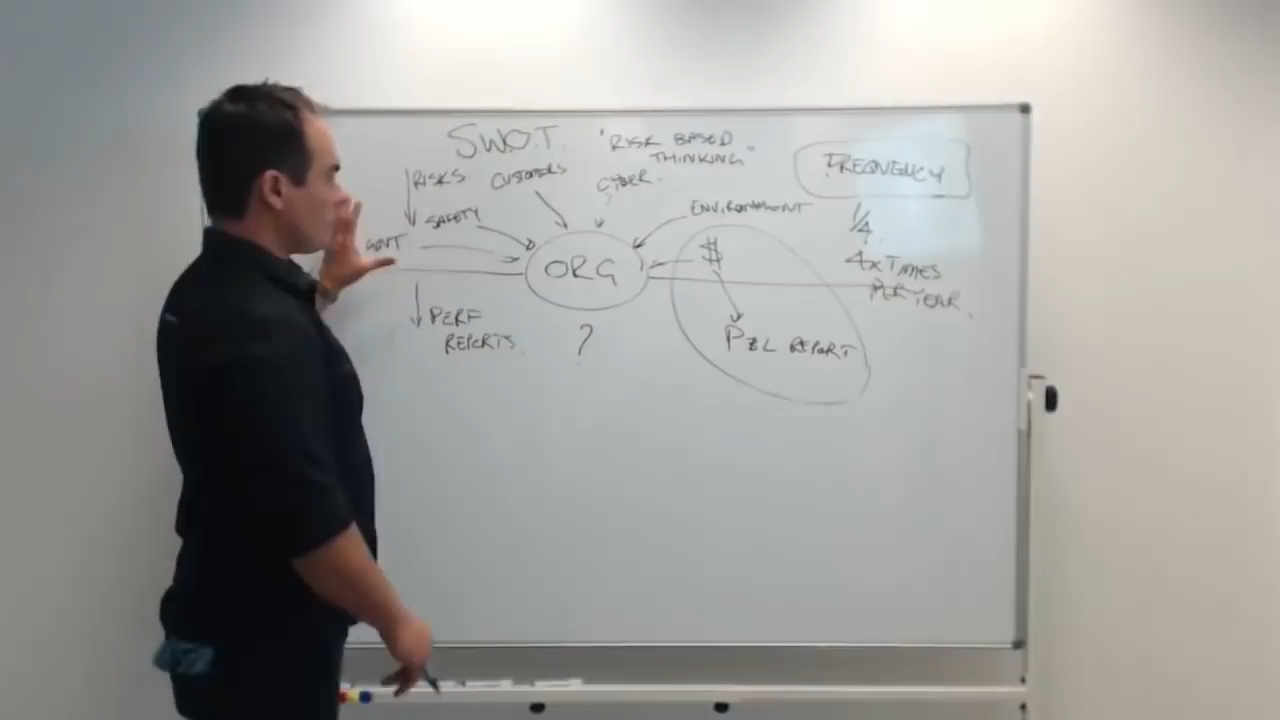 S.W.O.T.
'RISK BASED
THINKING"
FREQUENCY
RISKS
CUSTOMERS
CYBER.
SAFETY
ENVIRONMENT
GOVT
$
ORG
1/4
4x TIMES
PER YEAR.
PERF
REPORTS.
?
P&L REPORT